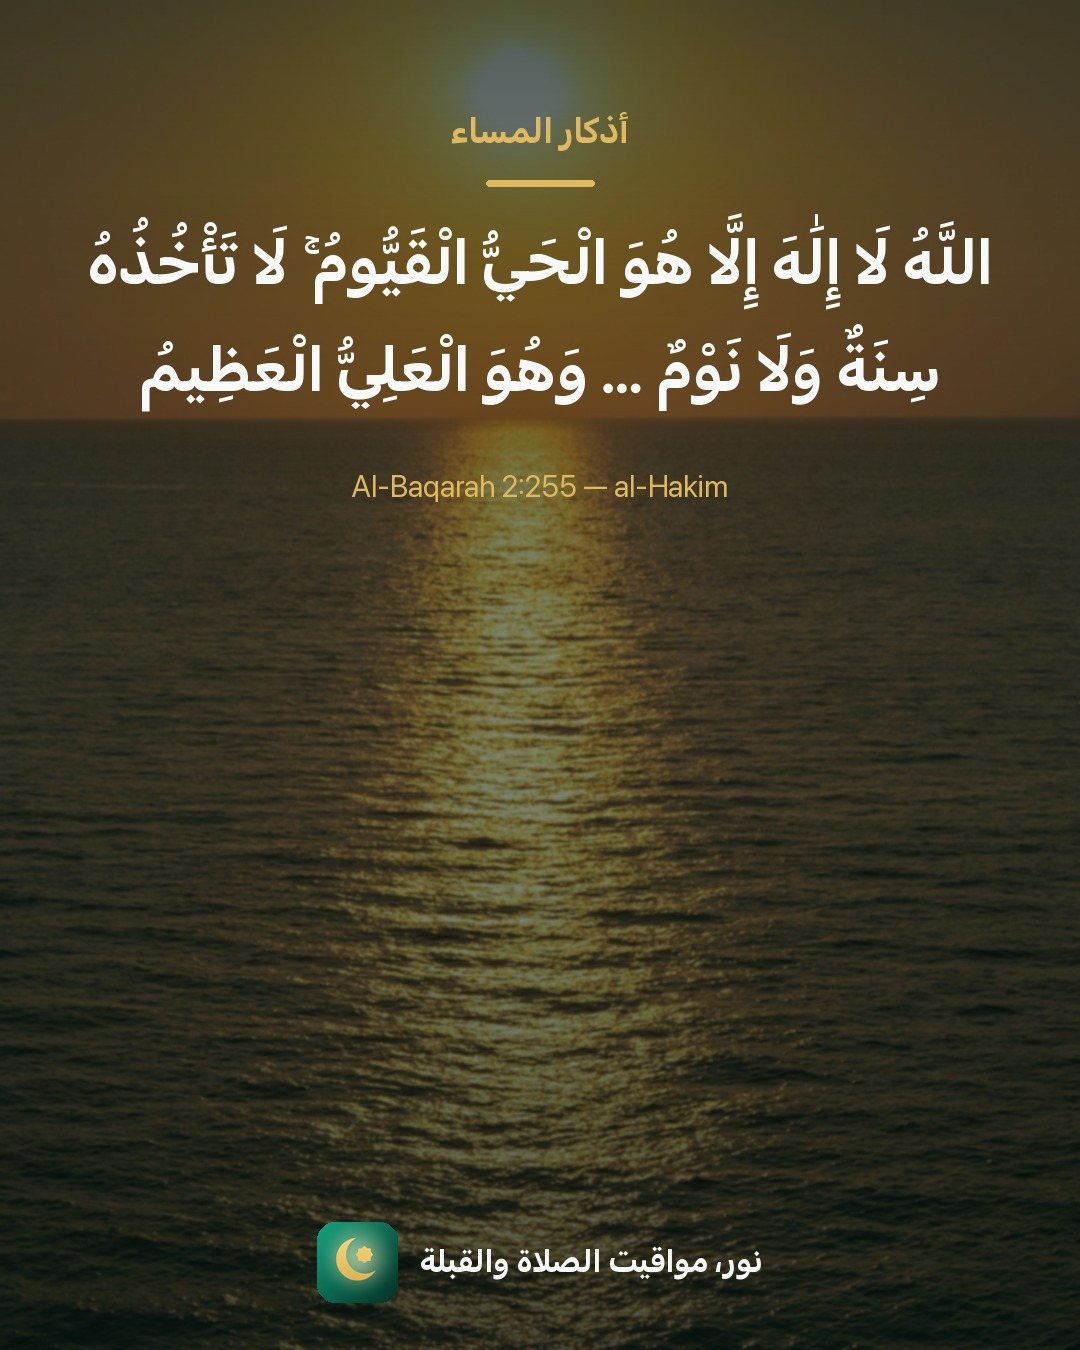 أذكار المساء
اللَّهُ لَا إِلَٰهَ إِلَّا هُوَ الْحَيُّ الْقَيُّومُ ۚ لَا تَأْخُذُهُ
سِنَةٌ وَلَا نَوْمٌ ... وَهُوَ الْعَلِيُّ الْعَظِيمُ
Al-Baqarah 2:255 — al-Hakim
نور، مواقيت الصلاة والقبلة